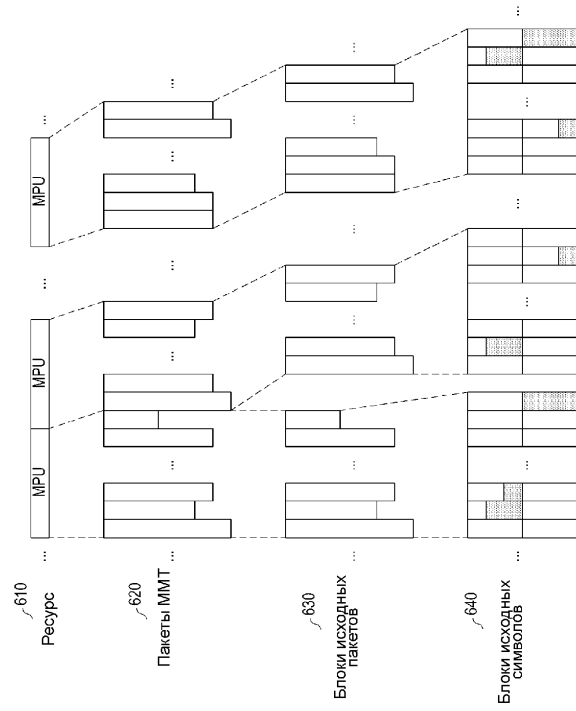 610
Ресурс
... MPU MPU ... MPU ...
620
Пакеты ММТ
... ... ... ... ... ...
630
Блоки исходных
пакетов
... ... ... ... ... ...
640
Блоки исходных
символов
... ... ... ... ... ...